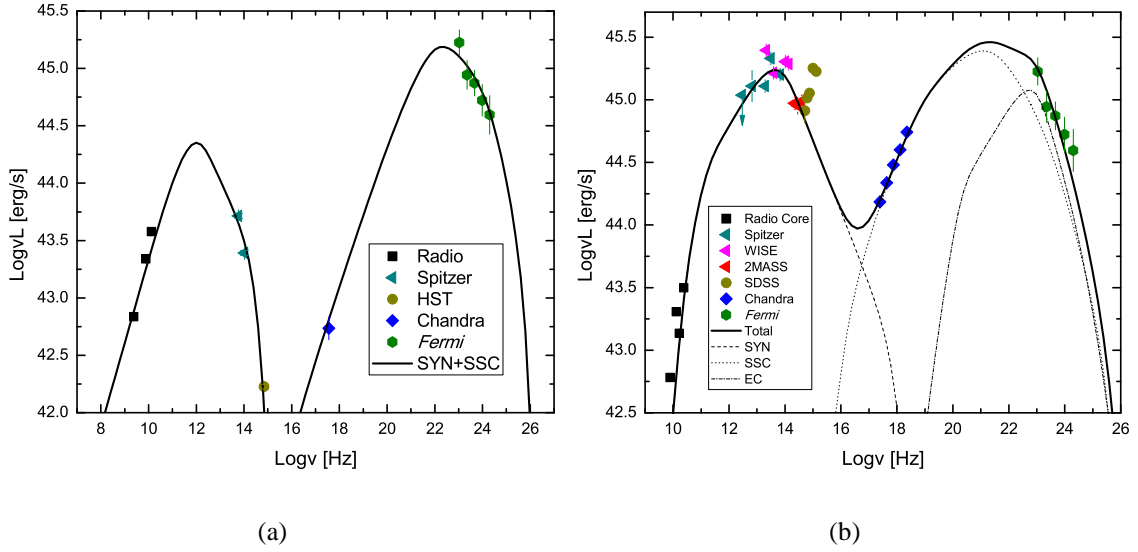 45.5
45.0
44.5
44.0
43.5
43.0
42.5
42.0
LogνL [erg/s]
8 10 12 14 16 18 20 22 24 26
Logν [Hz]
Radio
Spitzer
HST
Chandra
Fermi
SYN+SSC
(a)
45.5
45.0
44.5
44.0
43.5
43.0
42.5
LogνL [erg/s]
10 12 14 16 18 20 22 24 26
Logν [Hz]
Radio Core
Spitzer
WISE
2MASS
SDSS
Chandra
Fermi
Total
SYN
SSC
EC
(b)